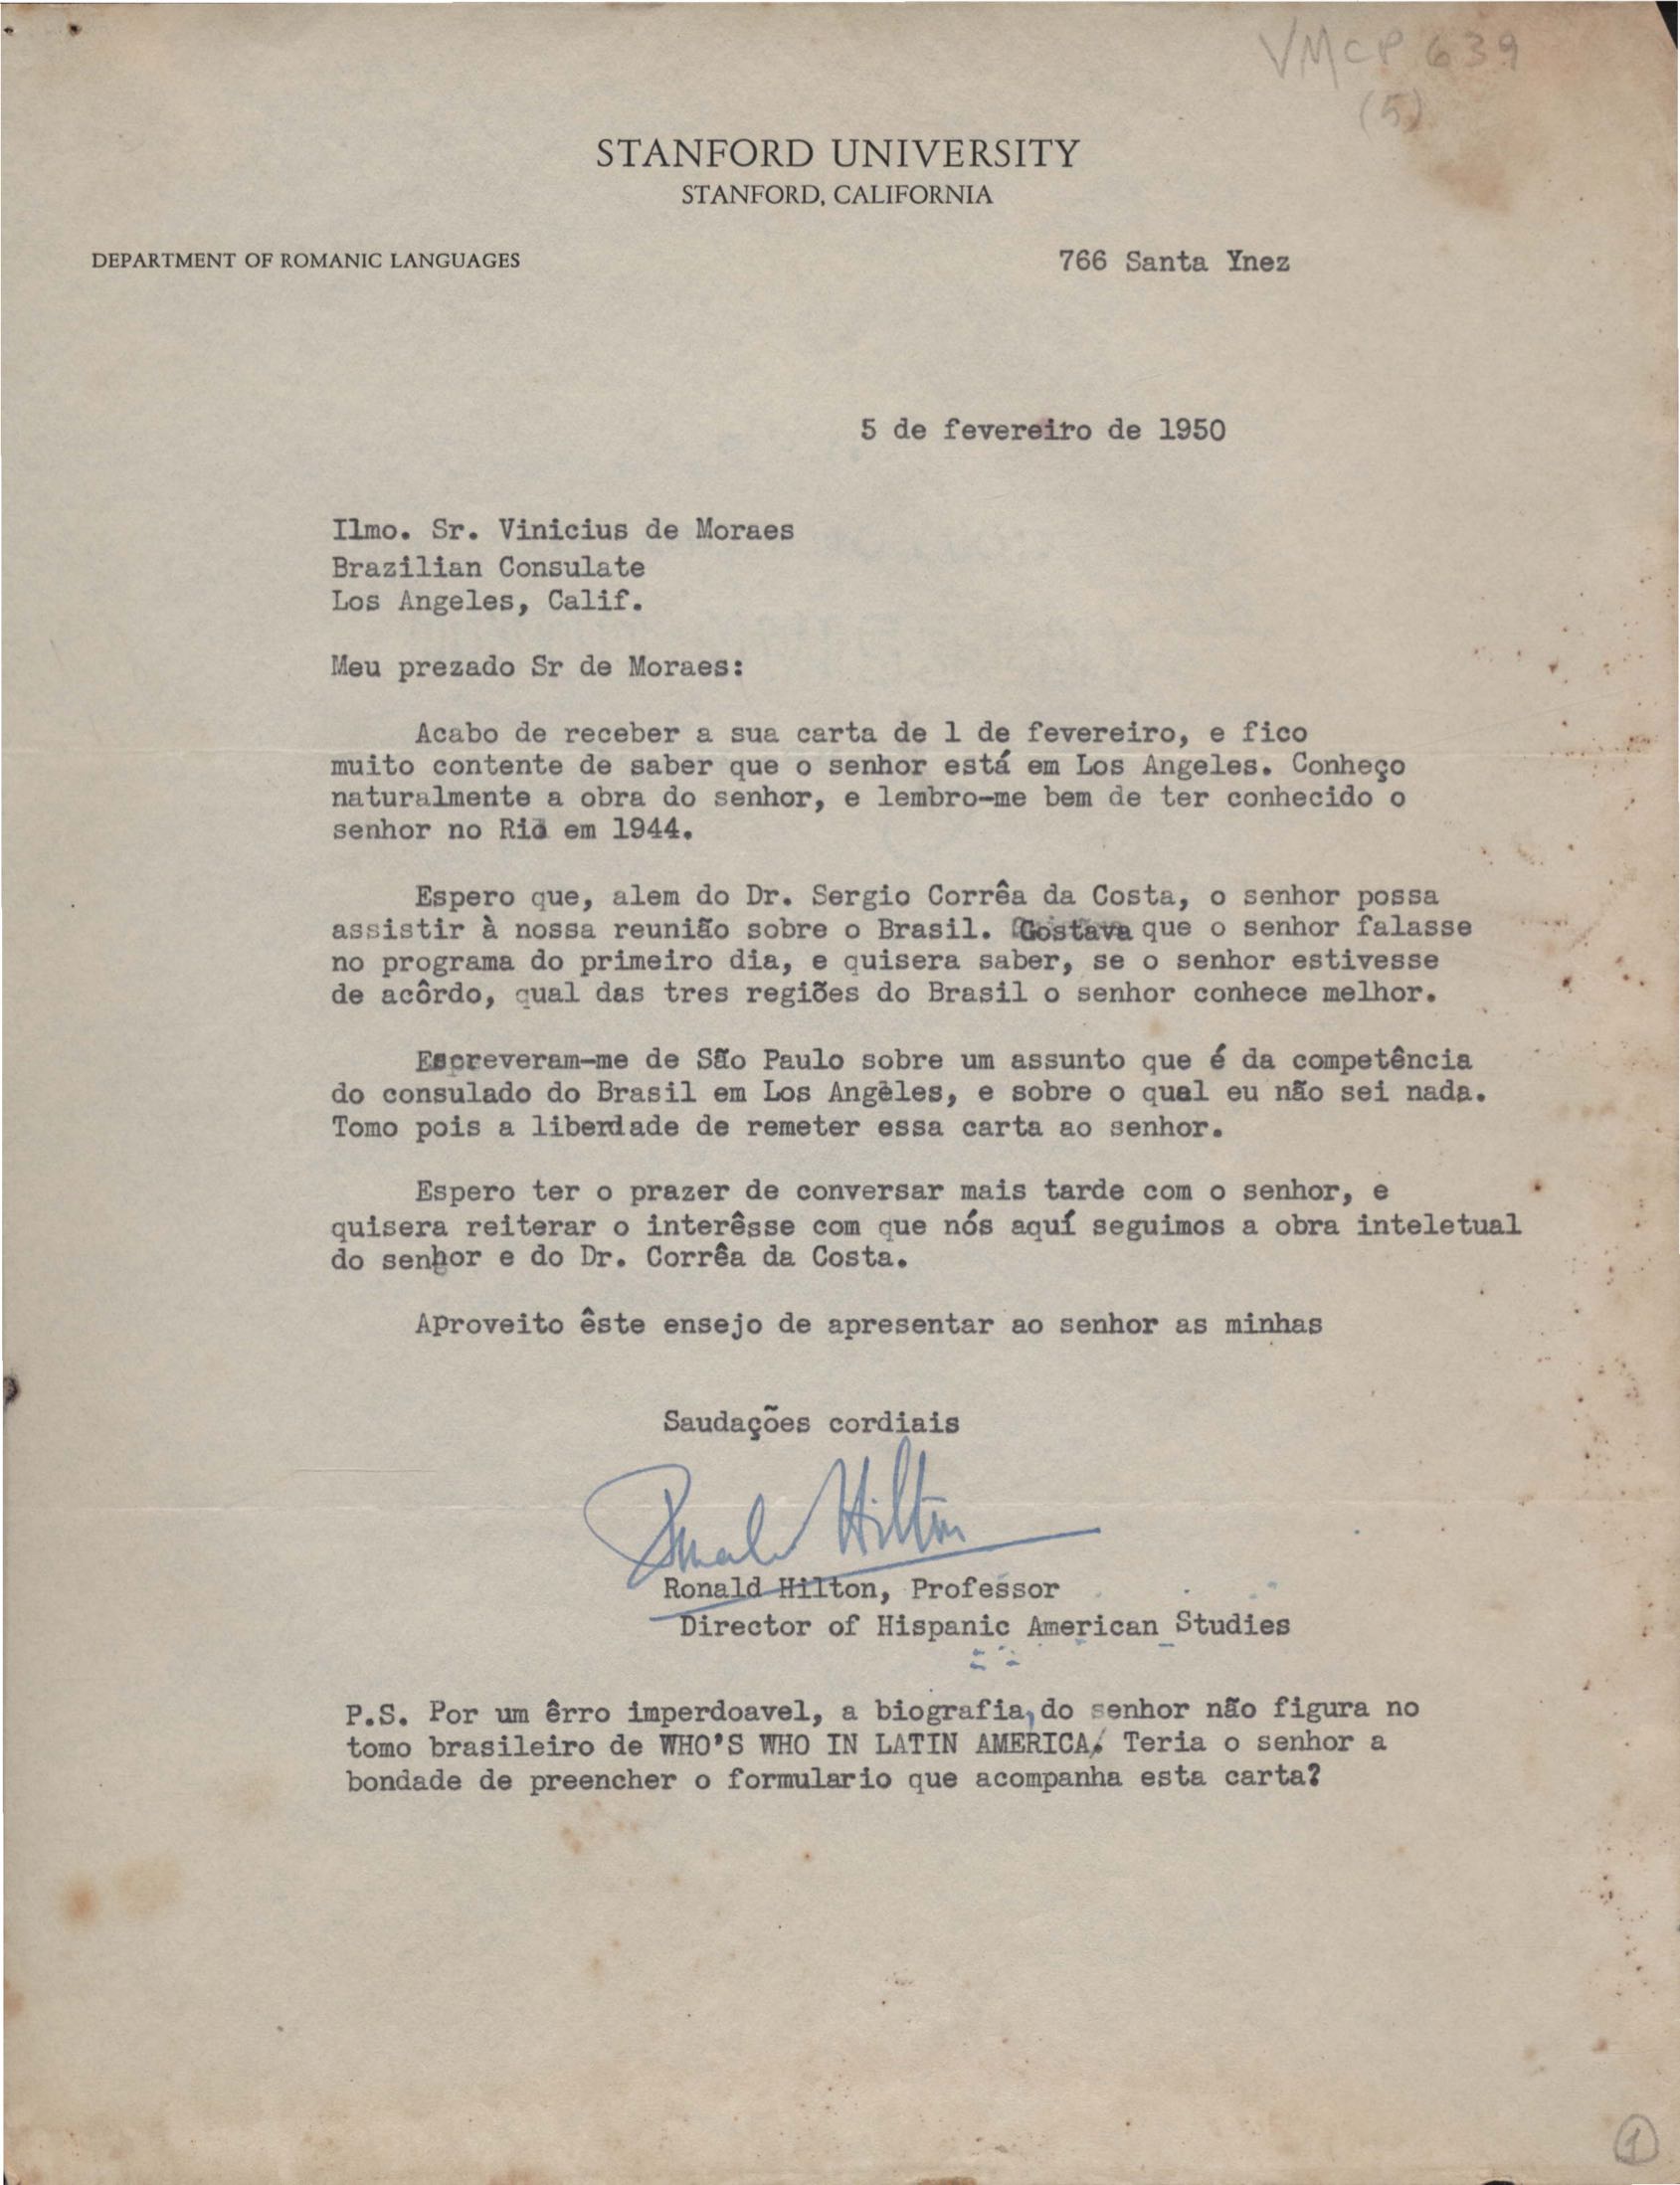 VMCP 639
(5)
STANFORD UNIVERSITY
STANFORD, CALIFORNIA
DEPARTMENT OF ROMANIC LANGUAGES
766 Santa Ynez
5 de fevereiro de 1950
Ilmo. Sr. Vinicius de Moraes
Brazilian Consulate
Los Angeles, Calif.
Meu prezado Sr de Moraes:
Acabo de receber a sua carta de 1 de fevereiro, e fico
muito contente de saber que o senhor está em Los Angeles. Conheço
naturalmente a obra do senhor, e lembro-me bem de ter conhecido o
senhor no Rio em 1944.
Espero que, alem do Dr. Sergio Corrêa da Costa, o senhor possa
assistir à nossa reunião sobre o Brasil. Gostava que o senhor falasse
no programa do primeiro dia, e quisera saber, se o senhor estivesse
de acôrdo, qual das tres regiões do Brasil o senhor conhece melhor.
Escreveram-me de São Paulo sobre um assunto que é da competência
do consulado do Brasil em Los Angèles, e sobre o qual eu não sei nada.
Tomo pois a liberdade de remeter essa carta ao senhor.
Espero ter o prazer de conversar mais tarde com o senhor, e
quisera reiterar o interêsse com que nós aquí seguimos a obra inteletual
do senhor e do Dr. Corrêa da Costa.
Aproveito êste ensejo de apresentar ao senhor as minhas
Saudações cordiais
Ronald Hilton
Ronald Hilton, Professor
Director of Hispanic American Studies
P.S. Por um êrro imperdoavel, a biografia, do senhor não figura no
tomo brasileiro de WHO'S WHO IN LATIN AMERICA. Teria o senhor a
bondade de preencher o formulario que acompanha esta carta?
1